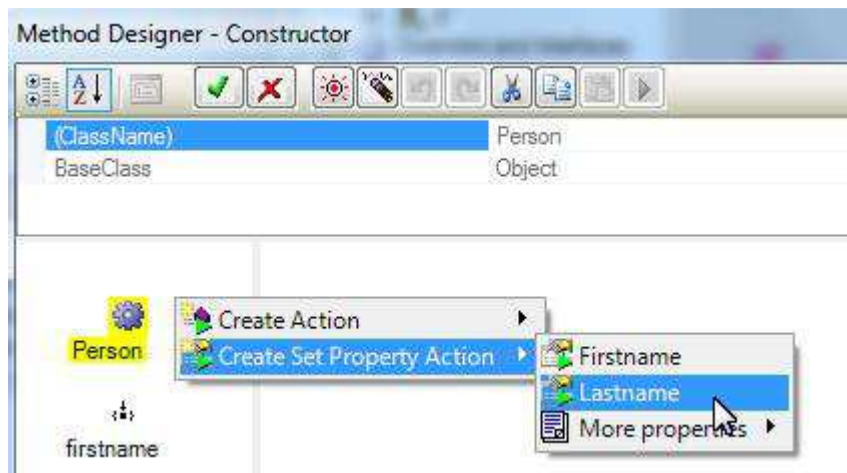 Method Designer - Constructor
(ClassName) Person
BaseClass Object
Create Action
Person
Create Set Property Action
Firstname
Lastname
More properties
firstname